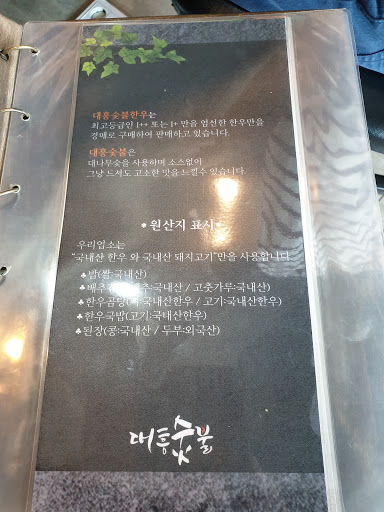 대흥숯불한우는
최고등급인 1++ 또는 1+ 만을 엄선한 한우만을
경매로 구매하여 판매하고 있습니다.
대흥숯불은
대나무숯을 사용하며 소스없이
그냥 드셔도 고소한 맛을 느낄수 있습니다.
• 원산지 표시 •
우리업소는
"국내산 한우 와 국내산 돼지고기"만을 사용합니다
♣밥(쌀:국내산)
♣배추 국내산 / 고춧가루:국내산)
♣한우곰탕( 국내산한우 / 고기:국내산한우)
♣한우국밥(고기:국내산한우)
♣된장(콩:국내산 / 두부:외국산)
대흥숯불